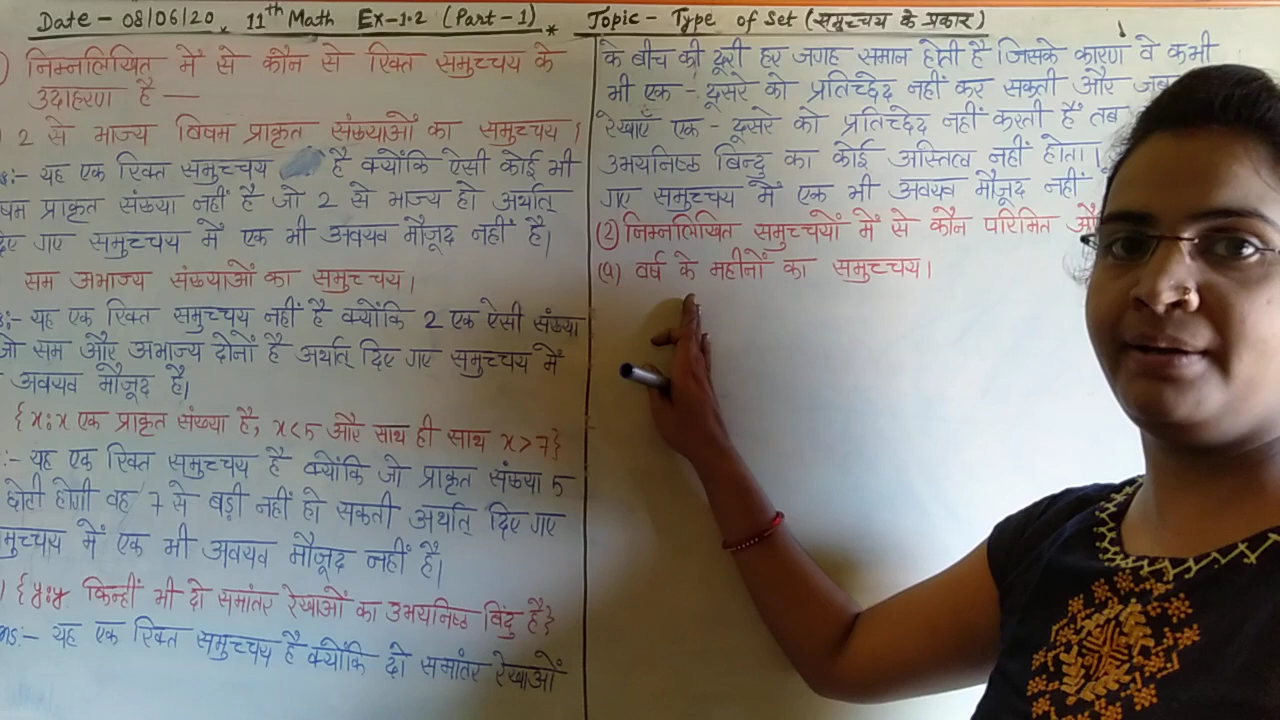 Date - 08/06/20 11th Math Ex-1.2 (Part-1) * Topic - Type of Set (समुच्चय के प्रकार)
) निम्नलिखित में से कौन से रिक्त समुच्चय के
उदाहरण है —
2 से भाज्य विषम प्राकृत संख्याओं का समुच्चय।
:- यह एक रिक्त समुच्चय है क्योंकि ऐसी कोई भी
षम प्राकृत संख्या नहीं है जो 2 से भाज्य हो अर्थात्
दिए गए समुच्चय में एक भी अवयव मौजूद नहीं है।
सम अभाज्य संख्याओं का समुच्चय।
:- यह एक रिक्त समुच्चय नहीं है क्योंकि 2 एक ऐसी संख्या
जो सम और अभाज्य दोनों है अर्थात् दिए गए समुच्चय में
अवयव मौजूद है।
{x:x एक प्राकृत संख्या है, x<5 और साथ ही साथ x>7}
:- यह एक रिक्त समुच्चय है क्योंकि जो प्राकृत संख्या 5
छोटी होगी वह 7 से बड़ी नहीं हो सकती अर्थात् दिए गए
मुच्चय में एक भी अवयव मौजूद नहीं है।
) {y:y किन्हीं भी दो समांतर रेखाओं का उभयनिष्ठ बिंदु है}
ns:- यह एक रिक्त समुच्चय है क्योंकि दो समांतर रेखाओं
के बीच की दूरी हर जगह समान होती है जिसके कारण वे कभी
भी एक - दूसरे को प्रतिच्छेद नहीं कर सकती और जब
रेखाएँ एक - दूसरे को प्रतिच्छेद नहीं करती हैं तब
उभयनिष्ठ बिन्दु का कोई अस्तित्व नहीं होता।
गए समुच्चय में एक भी अवयव मौजूद नहीं
(2) निम्नलिखित समुच्चयों में से कौन परिमित औ
(a) वर्ष के महीनों का समुच्चय।